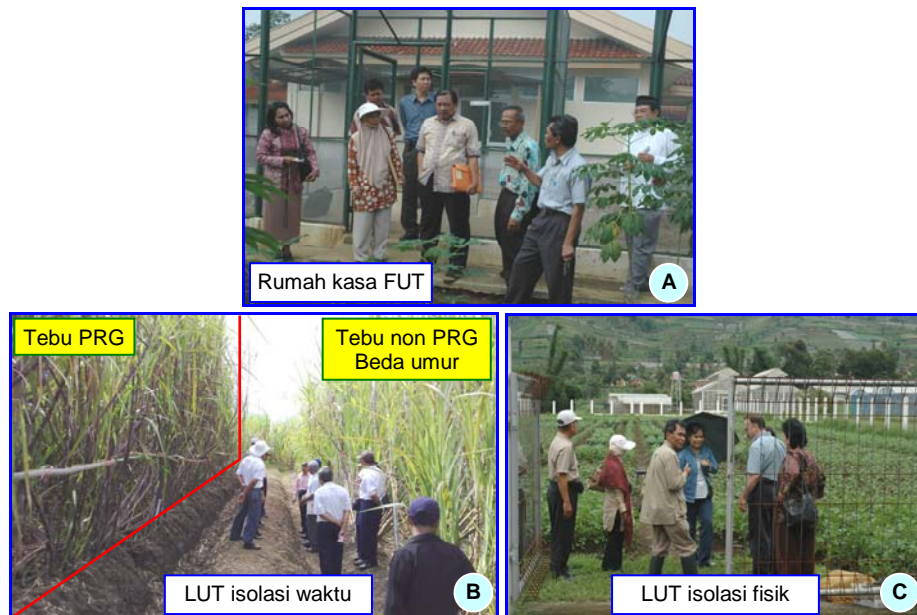 Rumah kasa FUT
A
Tebu PRG
Tebu non PRG
Beda umur
LUT isolasi waktu
B
LUT isolasi fisik
C